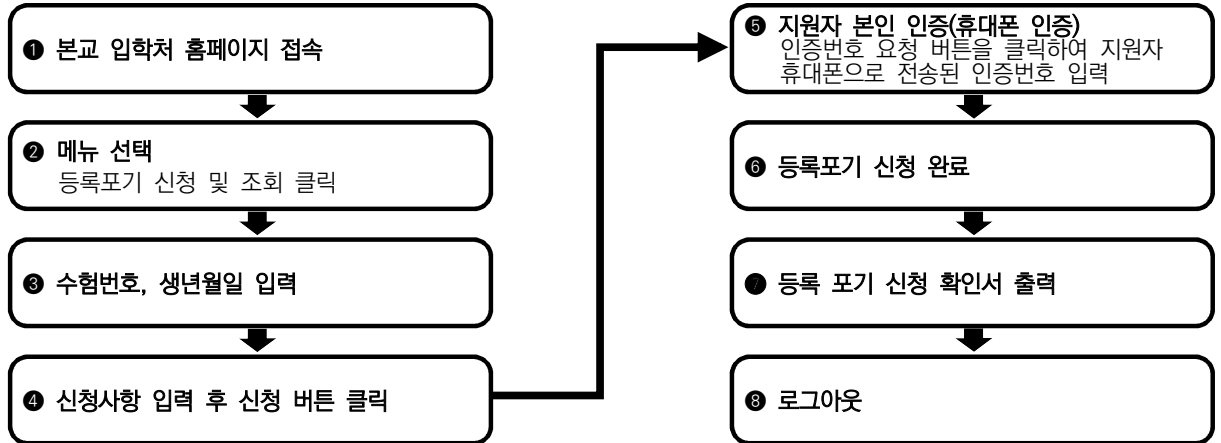 ❶ 본교 입학처 홈페이지 접속
❷ 메뉴 선택
등록포기 신청 및 조회 클릭
❸ 수험번호, 생년월일 입력
❹ 신청사항 입력 후 신청 버튼 클릭
❺ 지원자 본인 인증(휴대폰 인증)
인증번호 요청 버튼을 클릭하여 지원자
휴대폰으로 전송된 인증번호 입력
❻ 등록포기 신청 완료
❼ 등록 포기 신청 확인서 출력
❽ 로그아웃